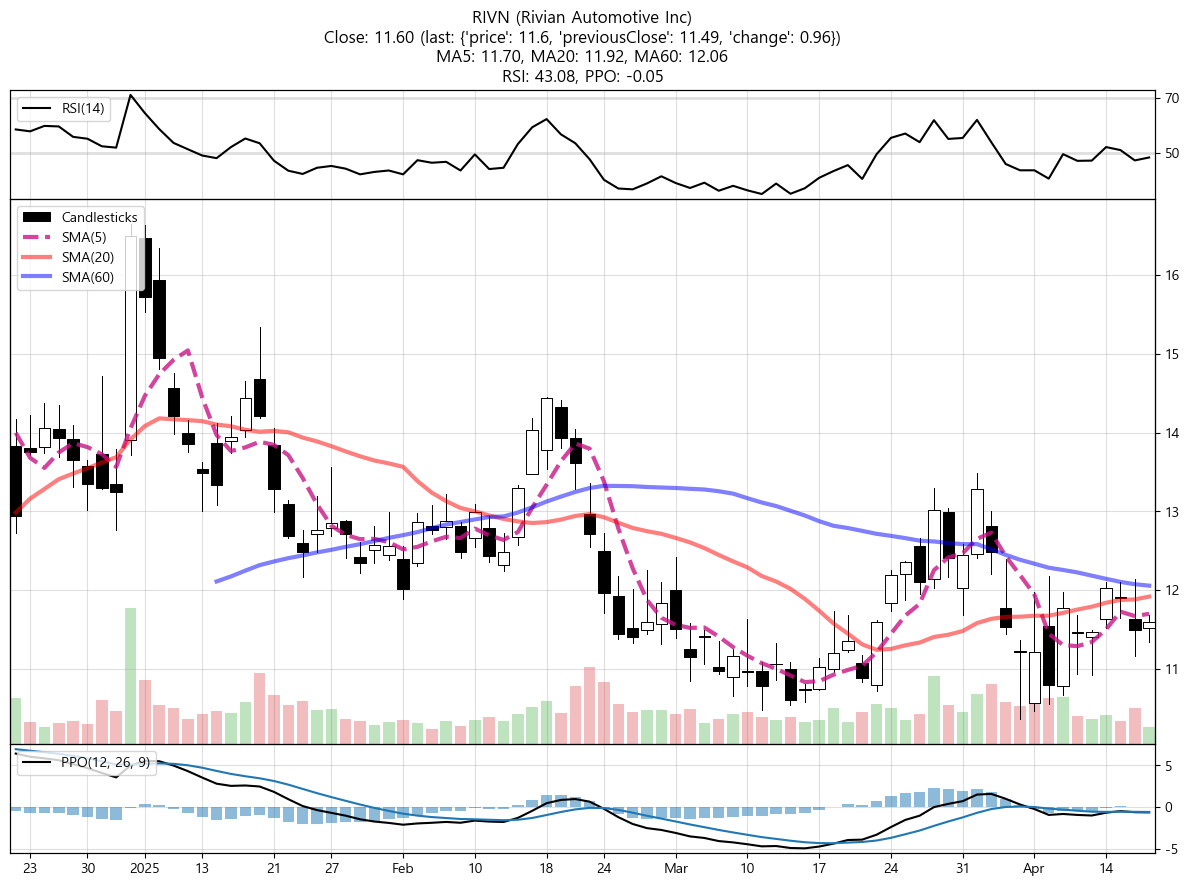 RIVN (Rivian Automotive Inc)
Close: 11.60 (last: {'price': 11.6, 'previousClose': 11.49, 'change': 0.96})
MA5: 11.70, MA20: 11.92, MA60: 12.06
RSI: 43.08, PPO: -0.05
RSI(14)
70
50
Candlesticks
SMA(5)
SMA(20)
SMA(60)
16
15
14
13
12
11
PPO(12, 26, 9)
5
0
-5
23 30 2025 13 21 27 Feb 10 18 24 Mar 10 17 24 31 Apr 14